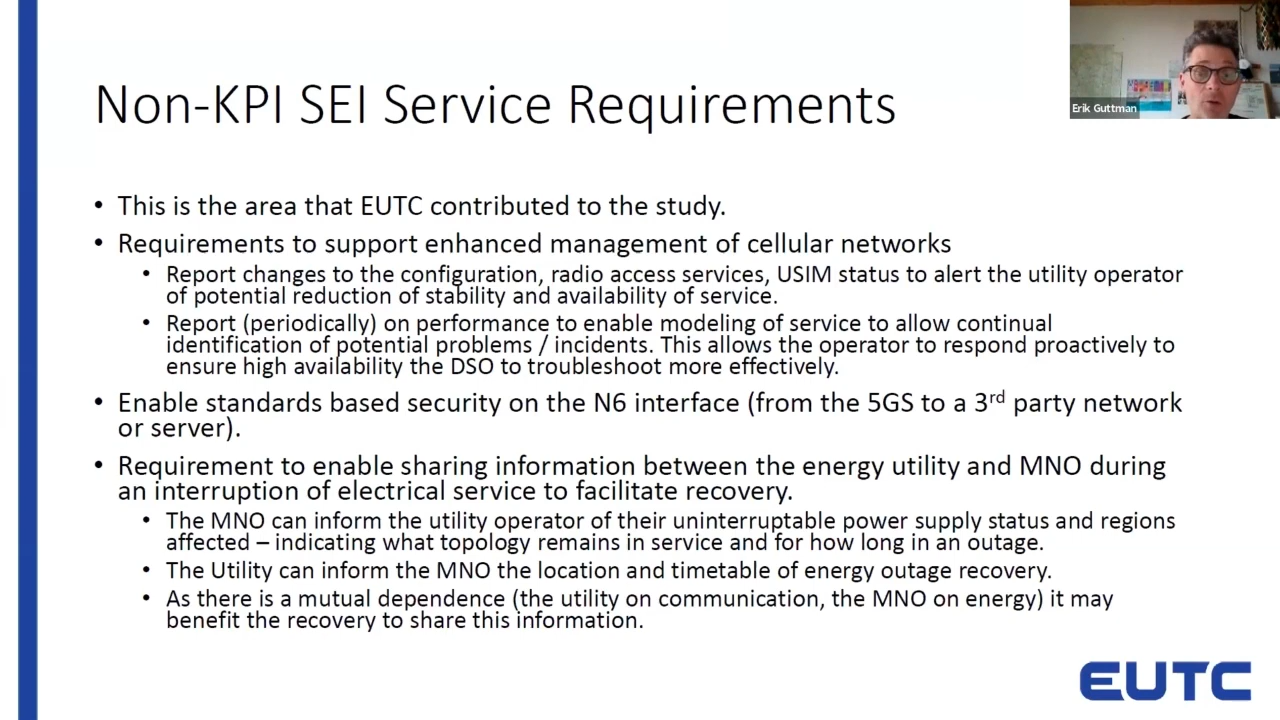 Non-KPI SEI Service Requirements
Erik Guttman
• This is the area that EUTC contributed to the study.
• Requirements to support enhanced management of cellular networks
• Report changes to the configuration, radio access services, USIM status to alert the utility operator
of potential reduction of stability and availability of service.
• Report (periodically) on performance to enable modeling of service to allow continual
identification of potential problems / incidents. This allows the operator to respond proactively to
ensure high availability the DSO to troubleshoot more effectively.
• Enable standards based security on the N6 interface (from the 5GS to a 3rd party network
or server).
• Requirement to enable sharing information between the energy utility and MNO during
an interruption of electrical service to facilitate recovery.
• The MNO can inform the utility operator of their uninterruptable power supply status and regions
affected – indicating what topology remains in service and for how long in an outage.
• The Utility can inform the MNO the location and timetable of energy outage recovery.
• As there is a mutual dependence (the utility on communication, the MNO on energy) it may
benefit the recovery to share this information.
EUTC